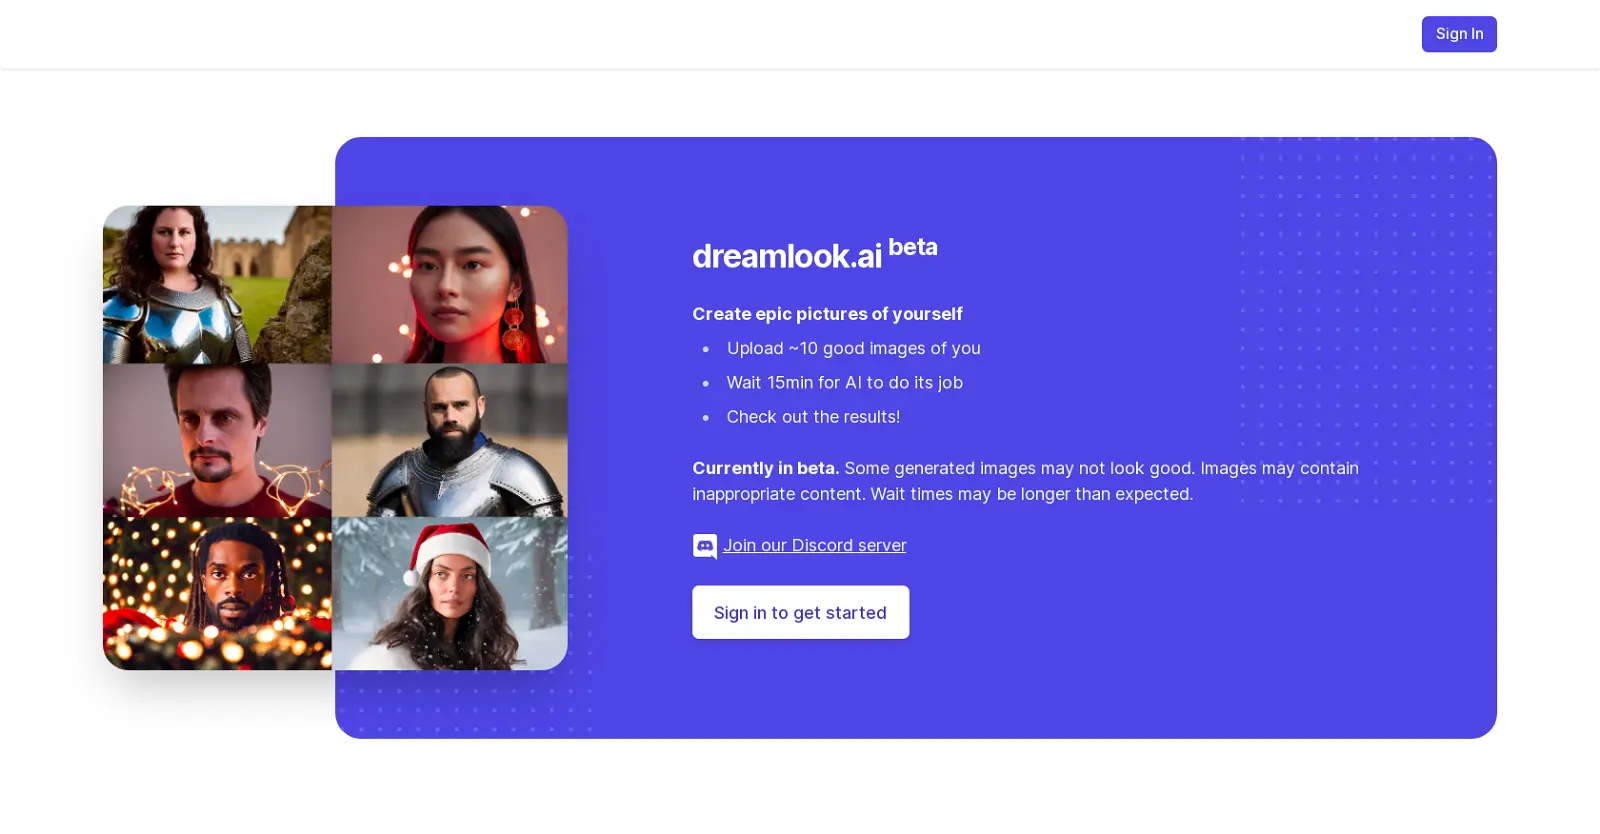 Sign In
dreamlook.ai beta
Create epic pictures of yourself
Upload ~10 good images of you
Wait 15min for AI to do its job
Check out the results!
Currently in beta. Some generated images may not look good. Images may contain
inappropriate content. Wait times may be longer than expected.
Join our Discord server
Sign in to get started